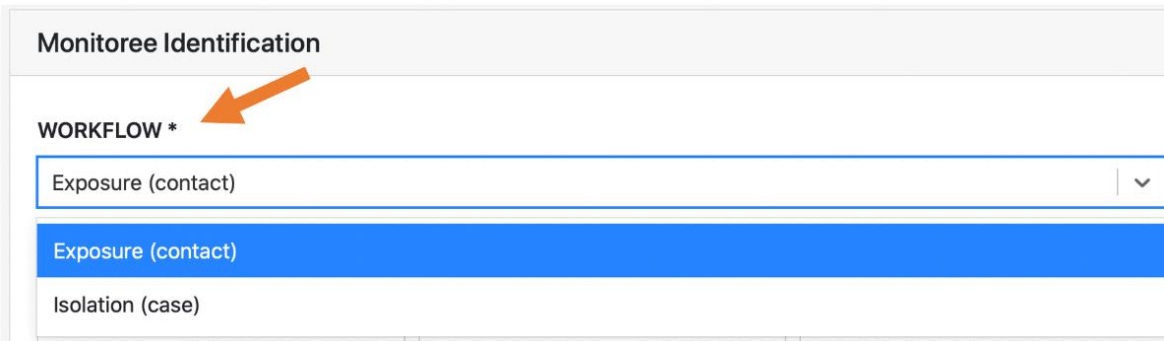 Monitoree Identification
WORKFLOW *
Exposure (contact)
Exposure (contact)
Isolation (case)